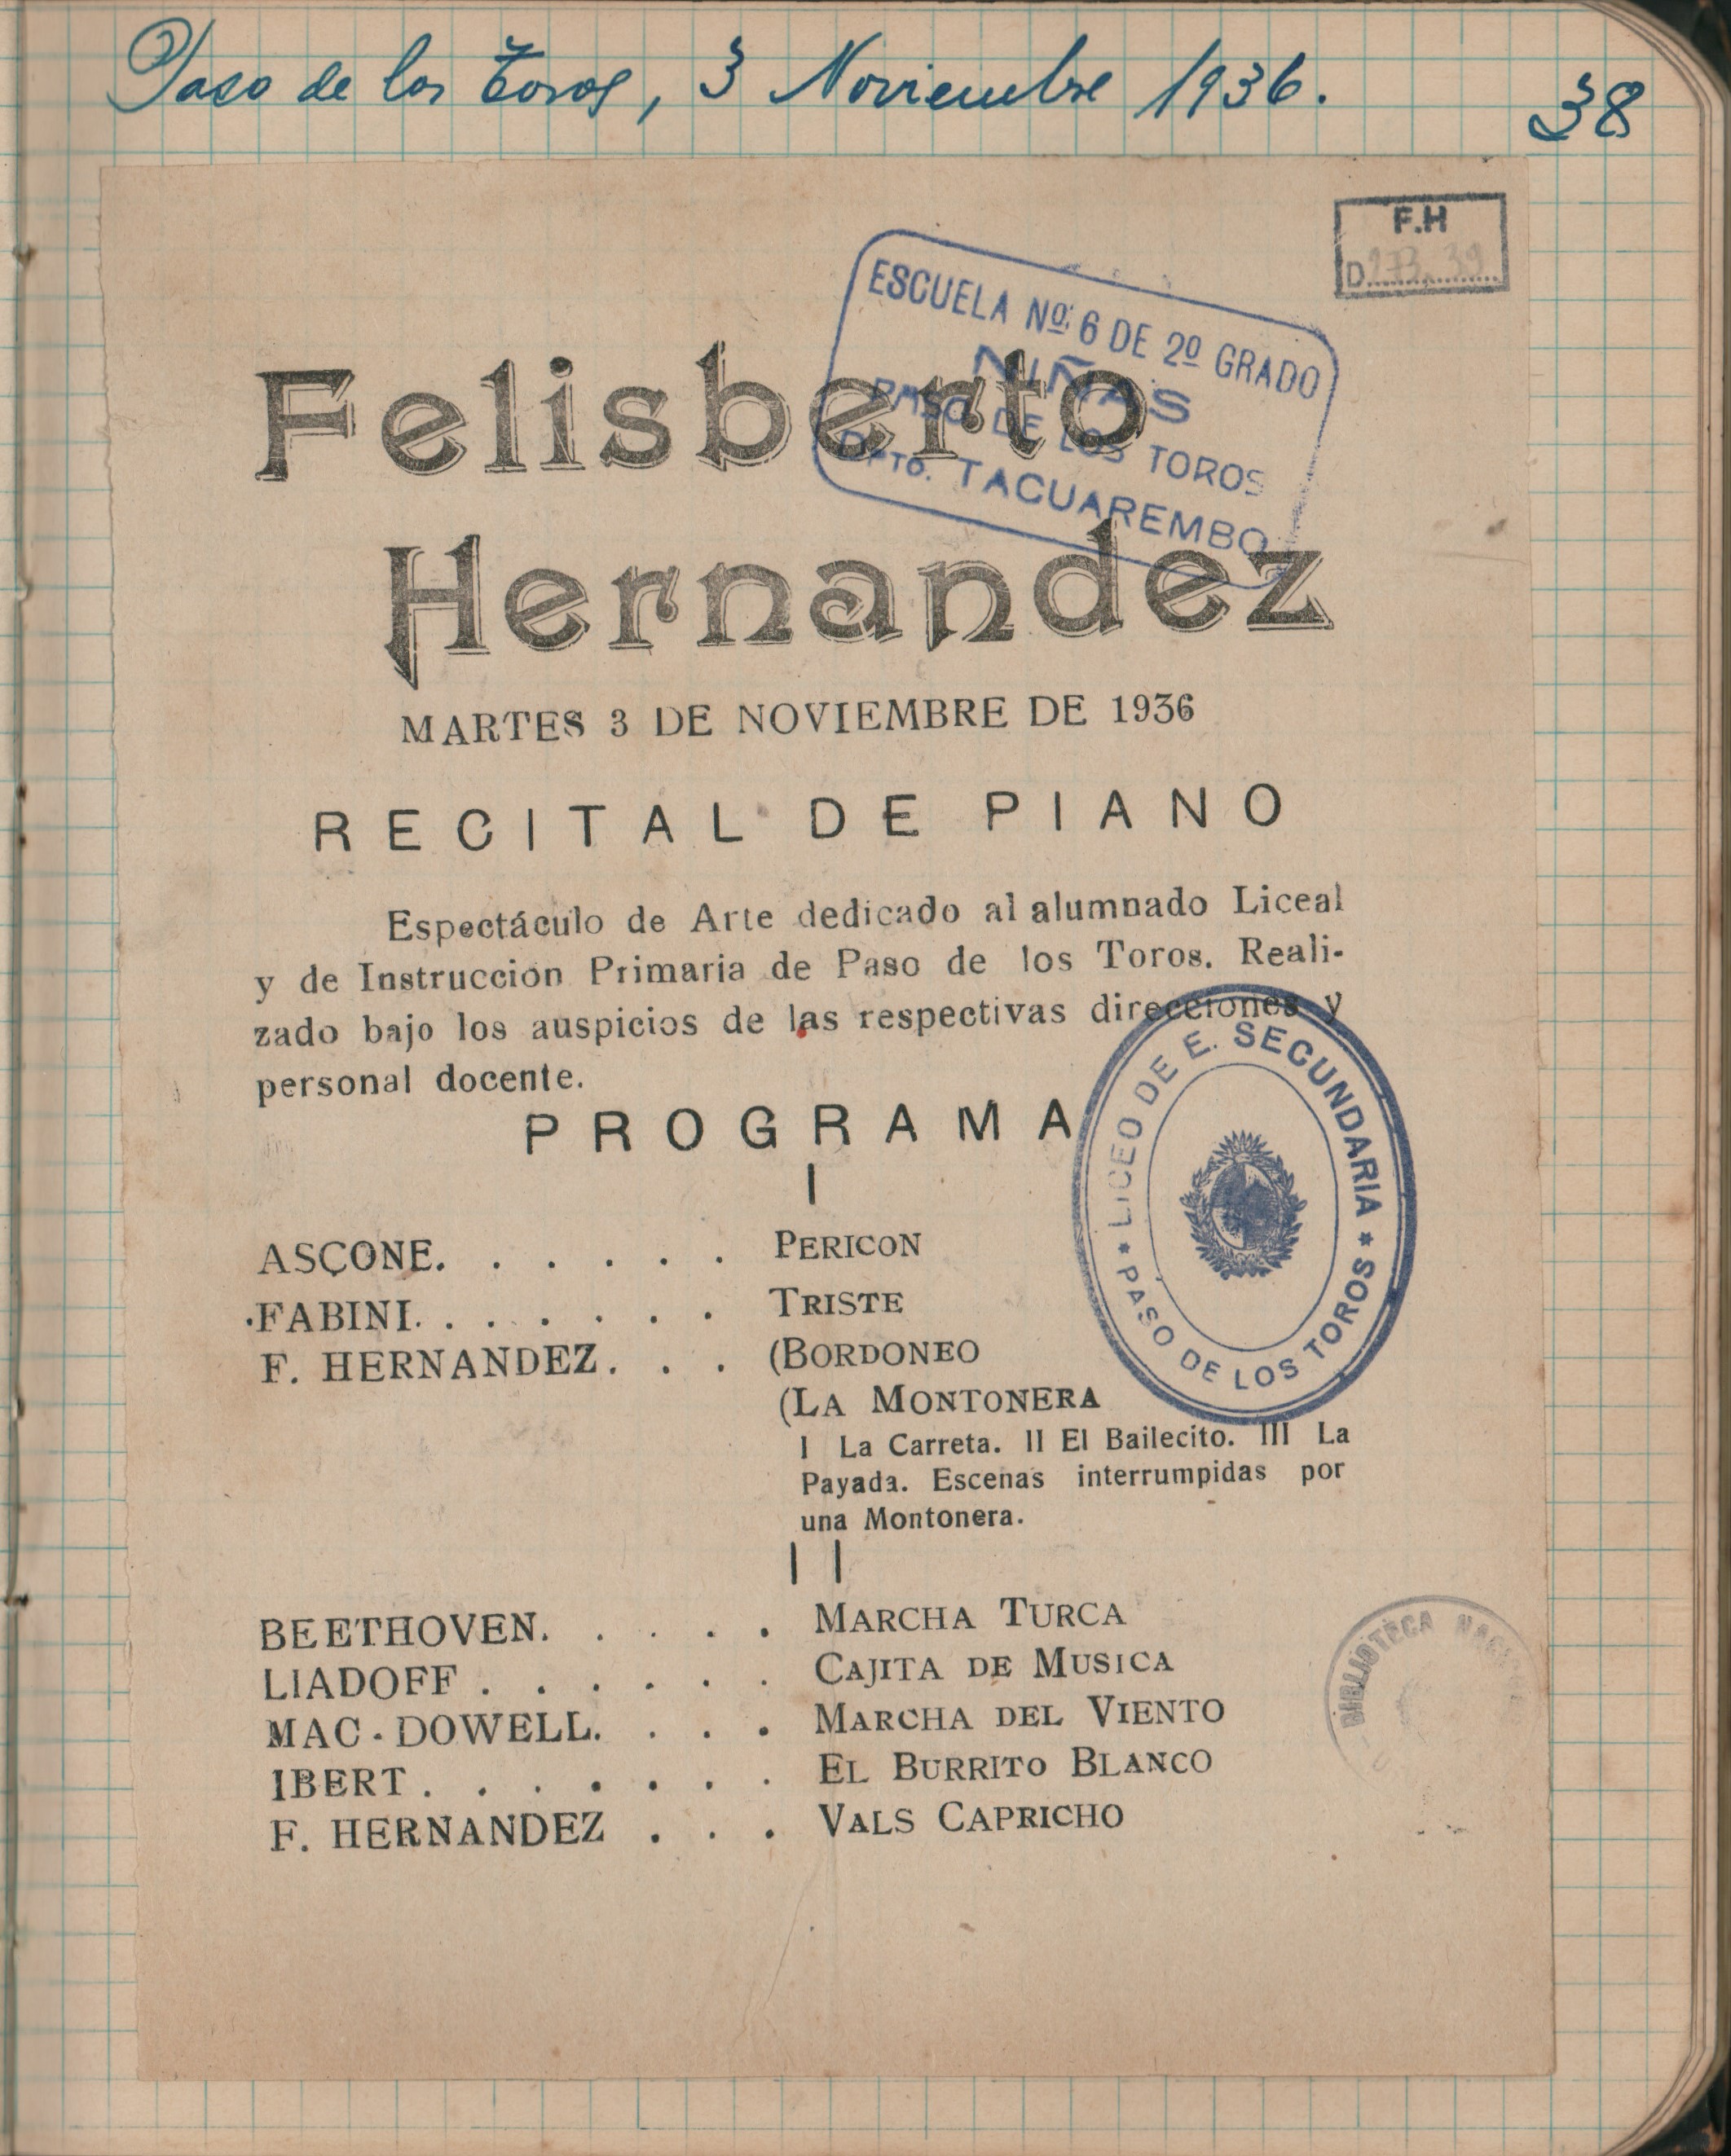 Paso de los Toros, 3 Noviembre 1936.
38
F.H
D 273.39
ESCUELA Nº 6 DE 2º GRADO
NIÑAS
PASO DE LOS TOROS
DPTO. TACUAREMBO
Felisberto
Hernandez
MARTES 3 DE NOVIEMBRE DE 1936
RECITAL DE PIANO
Espectáculo de Arte dedicado al alumnado Liceal
y de Instrucción Primaria de Paso de los Toros. Reali-
zado bajo los auspicios de las respectivas direcciones y
personal docente.
LICEO DE E. SECUNDARIA * PASO DE LOS TOROS *
PROGRAMA
I
ASCONE. . . . . . PERICON
FABINI. . . . . . . TRISTE
F. HERNANDEZ. . . (BORDONEO
(LA MONTONERA
I La Carreta. II El Bailecito. III La
Payada. Escenas interrumpidas por
una Montonera.
II
BEETHOVEN. . . . . MARCHA TURCA
LIADOFF . . . . . . CAJITA DE MUSICA
MAC-DOWELL. . . . MARCHA DEL VIENTO
IBERT . . . . . . . EL BURRITO BLANCO
F. HERNANDEZ . . . VALS CAPRICHO
BIBLIOTECA